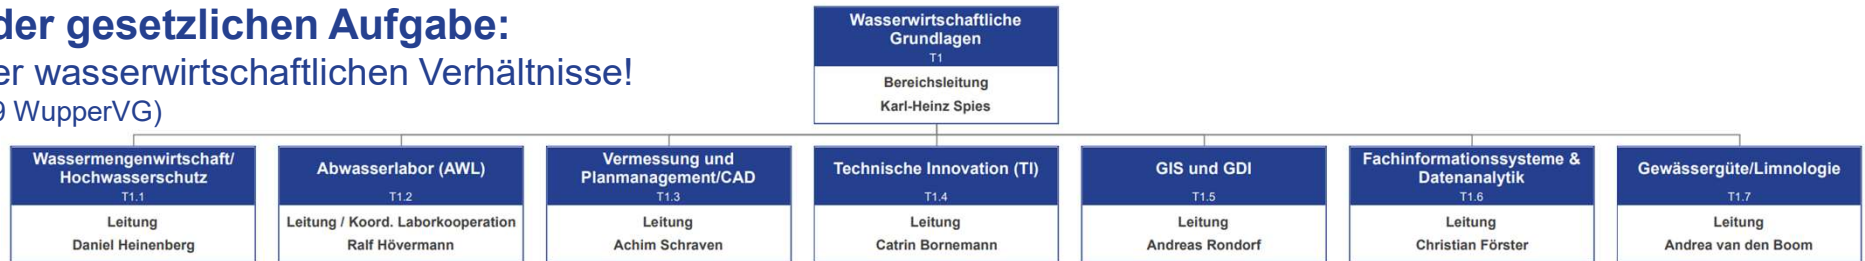 der gesetzlichen Aufgabe:
er wasserwirtschaftlichen Verhältnisse!
9 WupperVG)
Wasserwirtschaftliche
Grundlagen
T1
Bereichsleitung
Karl-Heinz Spies
Wassermengenwirtschaft/
Hochwasserschutz
T1.1
Leitung
Daniel Heinenberg
Abwasserlabor (AWL)
T1.2
Leitung / Koord. Laborkooperation
Ralf Hövermann
Vermessung und
Planmanagement/CAD
T1.3
Leitung
Achim Schraven
Technische Innovation (TI)
T1.4
Leitung
Catrin Bornemann
GIS und GDI
T1.5
Leitung
Andreas Rondorf
Fachinformationssysteme &
Datenanalytik
T1.6
Leitung
Christian Förster
Gewässergüte/Limnologie
T1.7
Leitung
Andrea van den Boom